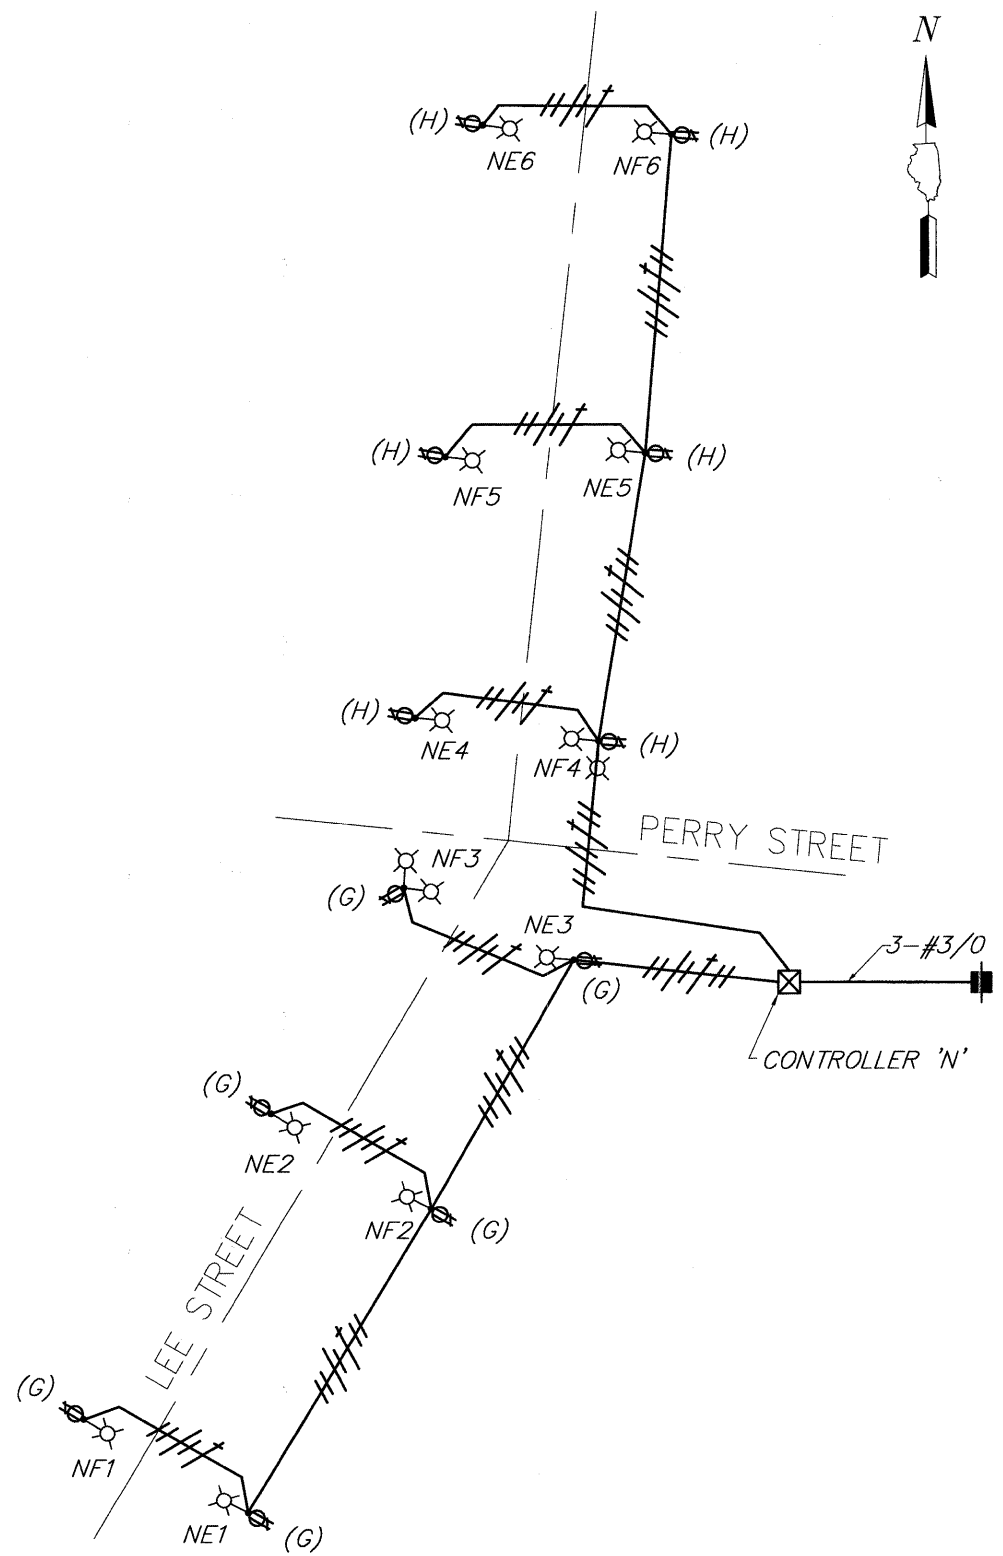 N
(H)
(H)
NE6
NF6
(H)
(H)
NF5
NE5
(H)
(H)
NE4
NF4
PERRY STREET
NF3
(G)
NE3
3-#3/0
(G)
CONTROLLER 'N'
(G)
NE2
NF2
(G)
LEE STREET
(G)
NF1
NE1
(G)